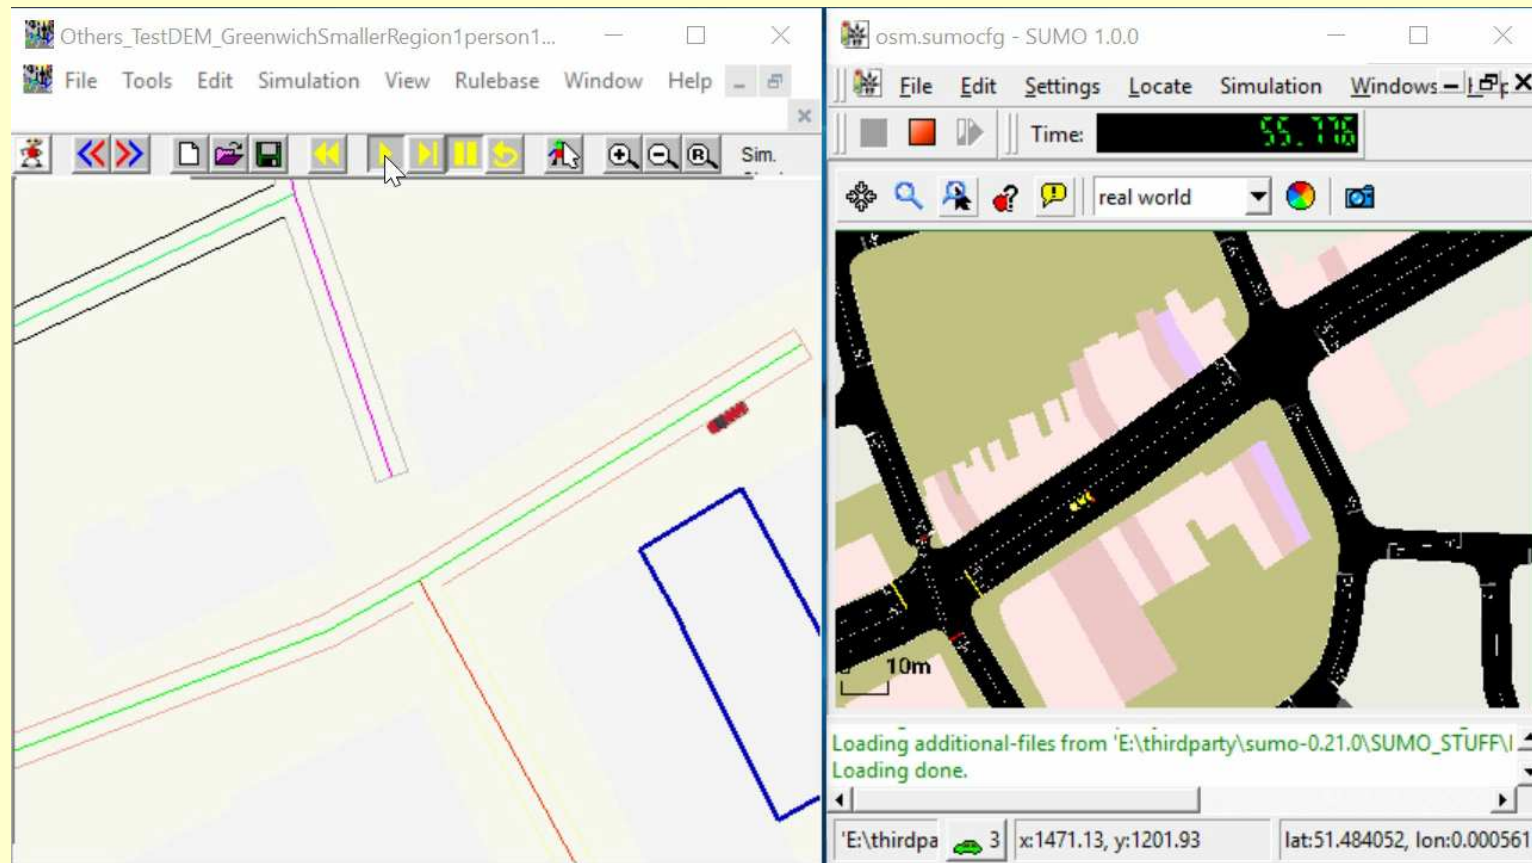 Others_TestDEM_GreenwichSmallerRegion1person1...
File Tools Edit Simulation View Rulebase Window Help
R
Sim.
osm.sumocfg - SUMO 1.0.0
File Edit Settings Locate Simulation Windows
Time: 55.776
real world
10m
Loading additional-files from 'E:\thirdparty\sumo-0.21.0\SUMO_STUFF\
Loading done.
'E:\thirdpa 3 x:1471.13, y:1201.93 lat:51.484052, lon:0.000561